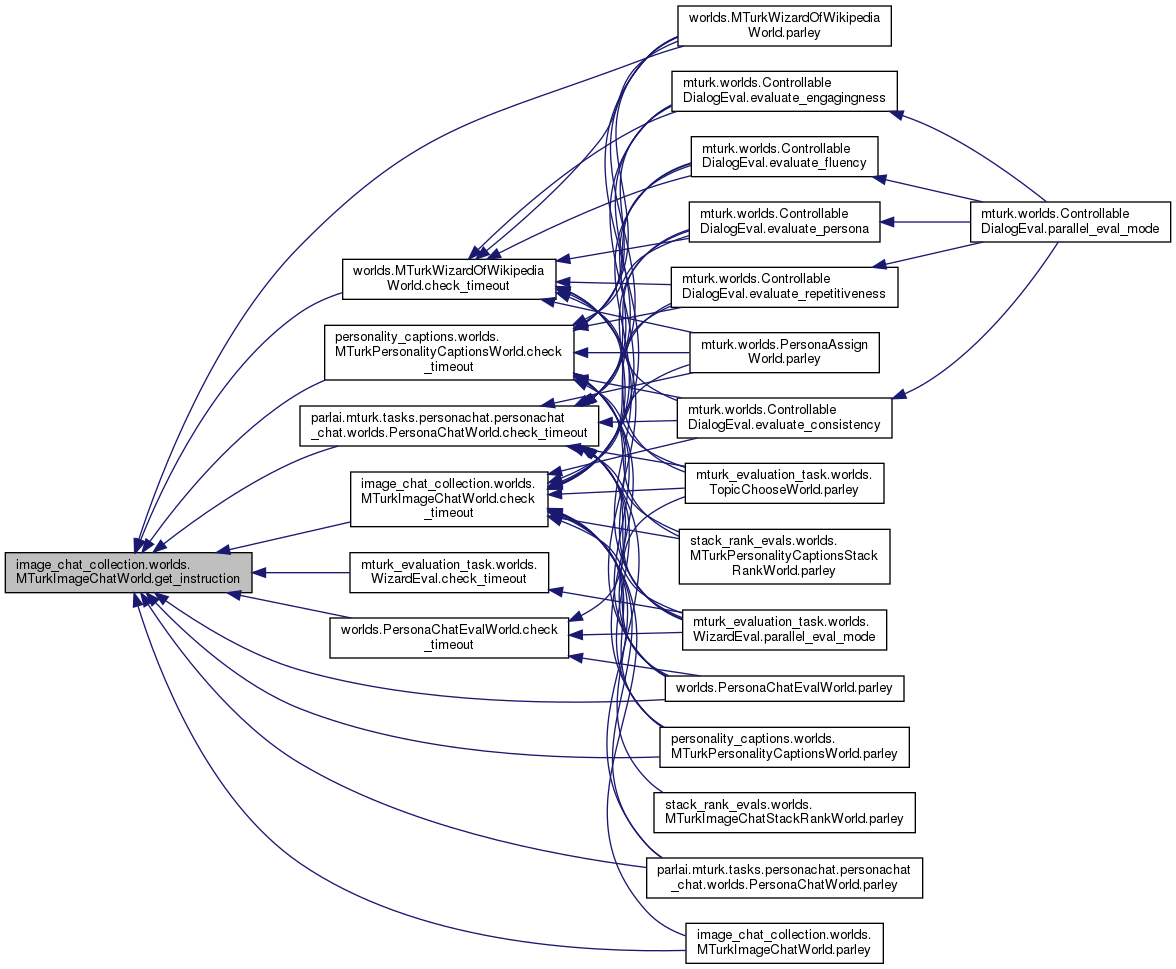 image_chat_collection.worlds.
MTurkImageChatWorld.get_instruction
worlds.MTurkWizardOfWikipedia
World.check_timeout
personality_captions.worlds.
MTurkPersonalityCaptionsWorld.check
_timeout
parlai.mturk.tasks.personachat.personachat
_chat.worlds.PersonaChatWorld.check_timeout
image_chat_collection.worlds.
MTurkImageChatWorld.check
_timeout
mturk_evaluation_task.worlds.
WizardEval.check_timeout
worlds.PersonaChatEvalWorld.check
_timeout
worlds.MTurkWizardOfWikipedia
World.parley
mturk.worlds.Controllable
DialogEval.evaluate_engagingness
mturk.worlds.Controllable
DialogEval.evaluate_fluency
mturk.worlds.Controllable
DialogEval.evaluate_persona
mturk.worlds.Controllable
DialogEval.evaluate_repetitiveness
mturk.worlds.PersonaAssign
World.parley
mturk.worlds.Controllable
DialogEval.evaluate_consistency
mturk_evaluation_task.worlds.
TopicChooseWorld.parley
stack_rank_evals.worlds.
MTurkPersonalityCaptionsStack
RankWorld.parley
mturk_evaluation_task.worlds.
WizardEval.parallel_eval_mode
worlds.PersonaChatEvalWorld.parley
personality_captions.worlds.
MTurkPersonalityCaptionsWorld.parley
stack_rank_evals.worlds.
MTurkImageChatStackRankWorld.parley
parlai.mturk.tasks.personachat.personachat
_chat.worlds.PersonaChatWorld.parley
image_chat_collection.worlds.
MTurkImageChatWorld.parley
mturk.worlds.Controllable
DialogEval.parallel_eval_mode